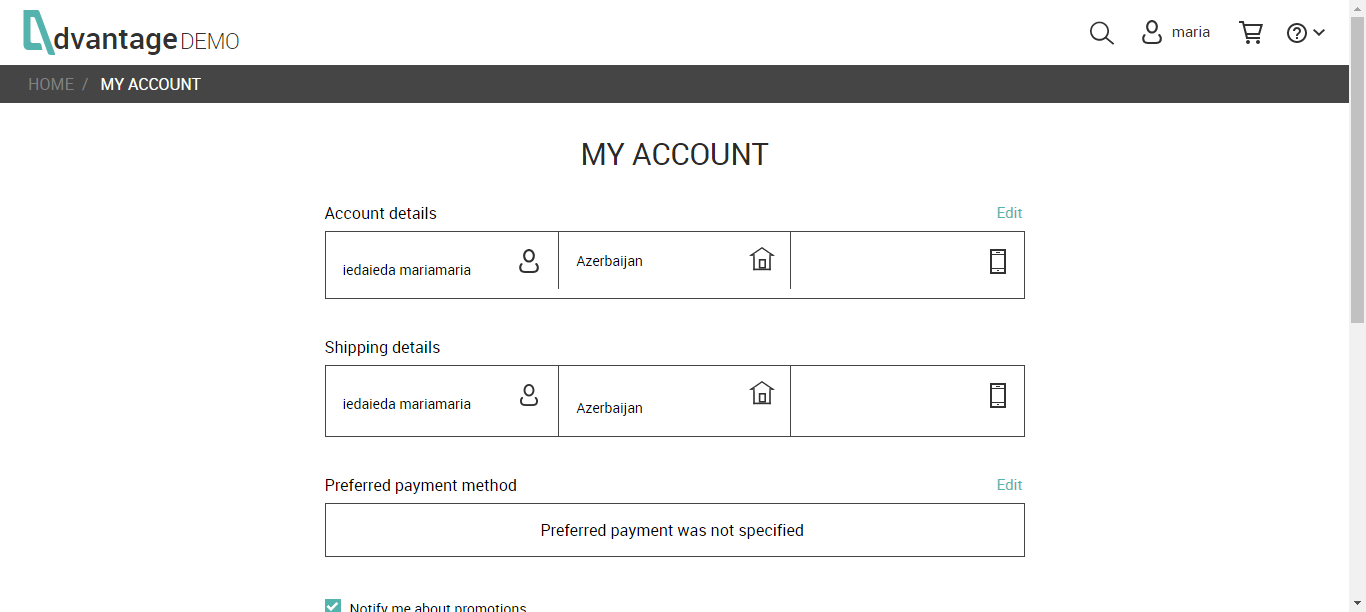 dvantage DEMO
maria
HOME / MY ACCOUNT
MY ACCOUNT
Account details
Edit
iedaieda mariamaria
Azerbaijan
Shipping details
iedaieda mariamaria
Azerbaijan
Preferred payment method
Edit
Preferred payment was not specified
Notify me about promotions